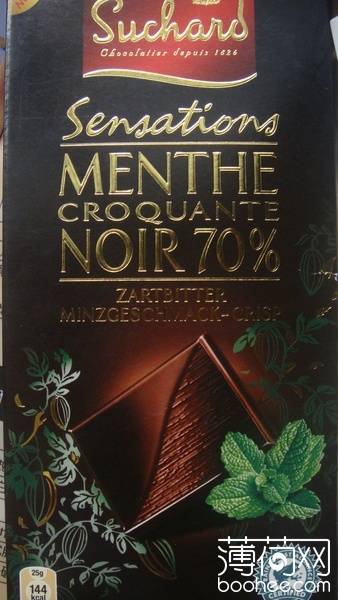 Suchard
Chocolatier depuis 1826
Sensations
MENTHE
CROQUANTE
NOIR 70%
ZARTBITTER
MINZGESCHMACK-CRISP
25g
144
kcal
薄荷网
boohee.com
CERTIFIED